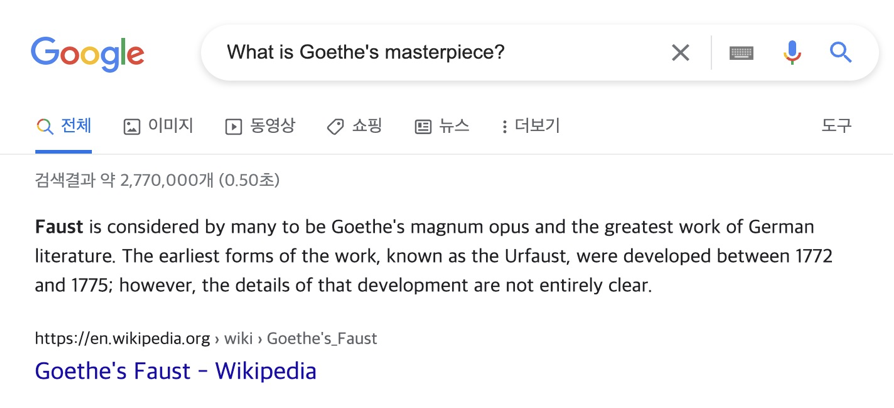 Google
What is Goethe's masterpiece?
전체 이미지 동영상 쇼핑 뉴스 더보기 도구
검색결과 약 2,770,000개 (0.50초)
Faust is considered by many to be Goethe's magnum opus and the greatest work of German
literature. The earliest forms of the work, known as the Urfaust, were developed between 1772
and 1775; however, the details of that development are not entirely clear.
https://en.wikipedia.org › wiki › Goethe's_Faust
Goethe's Faust - Wikipedia